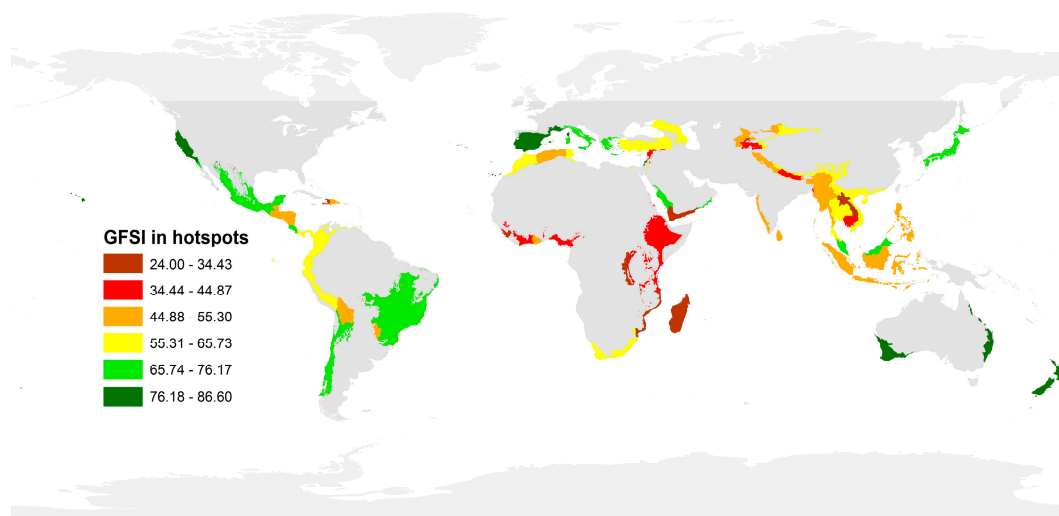 GFSI in hotspots
24.00 - 34.43
34.44 - 44.87
44.88 - 55.30
55.31 - 65.73
65.74 - 76.17
76.18 - 86.60